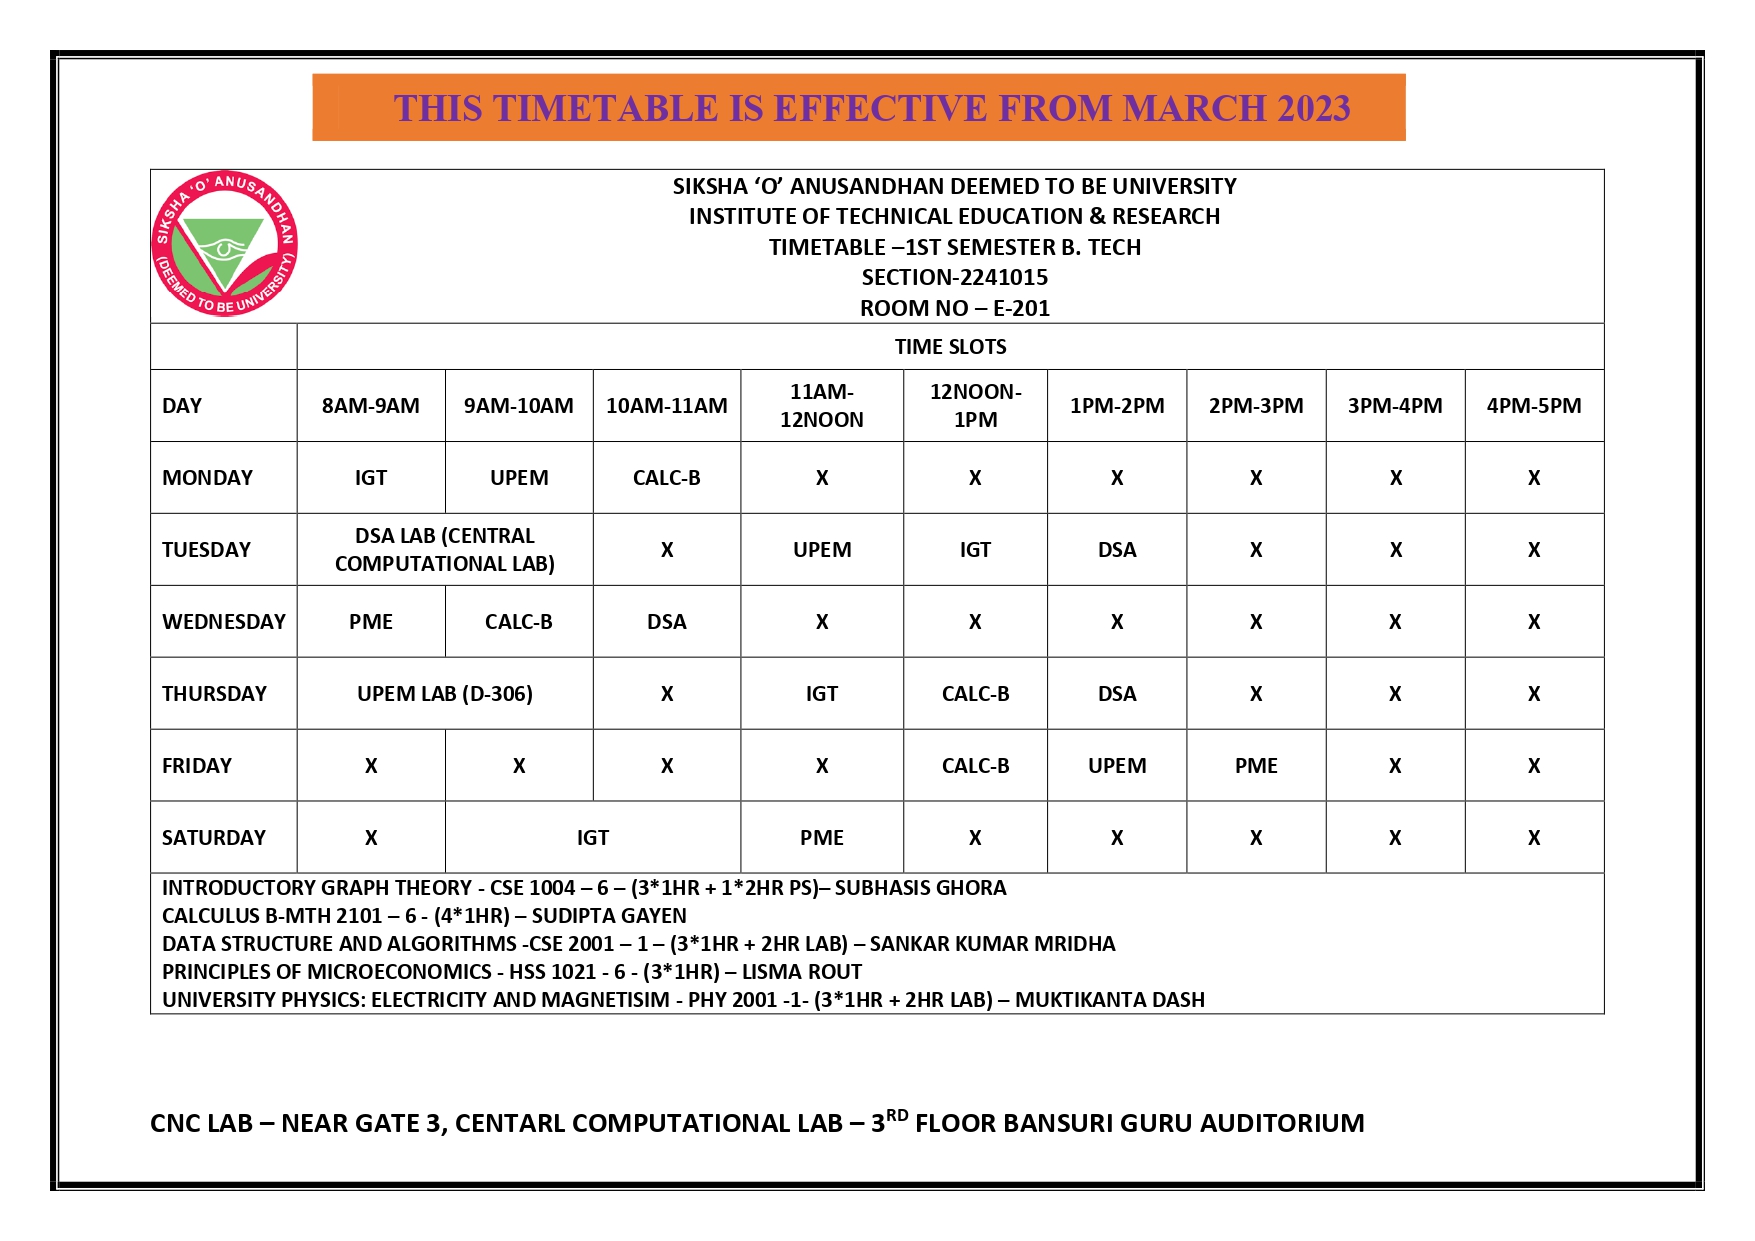 THIS TIMETABLE IS EFFECTIVE FROM MARCH 2023
SIKSHA 'O' ANUSANDHAN
(DEEMED TO BE UNIVERSITY)
SIKSHA ‘O’ ANUSANDHAN DEEMED TO BE UNIVERSITY
INSTITUTE OF TECHNICAL EDUCATION & RESEARCH
TIMETABLE –1ST SEMESTER B. TECH
SECTION-2241015
ROOM NO – E-201
TIME SLOTS
DAY 8AM-9AM 9AM-10AM 10AM-11AM 11AM-12NOON 12NOON-1PM 1PM-2PM 2PM-3PM 3PM-4PM 4PM-5PM
MONDAY IGT UPEM CALC-B X X X X X X
TUESDAY DSA LAB (CENTRAL COMPUTATIONAL LAB) X UPEM IGT DSA X X X
WEDNESDAY PME CALC-B DSA X X X X X X
THURSDAY UPEM LAB (D-306) X IGT CALC-B DSA X X X
FRIDAY X X X X CALC-B UPEM PME X X
SATURDAY X IGT PME X X X X X
INTRODUCTORY GRAPH THEORY - CSE 1004 – 6 – (3*1HR + 1*2HR PS)– SUBHASIS GHORA
CALCULUS B-MTH 2101 – 6 - (4*1HR) – SUDIPTA GAYEN
DATA STRUCTURE AND ALGORITHMS -CSE 2001 – 1 – (3*1HR + 2HR LAB) – SANKAR KUMAR MRIDHA
PRINCIPLES OF MICROECONOMICS - HSS 1021 - 6 - (3*1HR) – LISMA ROUT
UNIVERSITY PHYSICS: ELECTRICITY AND MAGNETISIM - PHY 2001 -1- (3*1HR + 2HR LAB) – MUKTIKANTA DASH
CNC LAB – NEAR GATE 3, CENTARL COMPUTATIONAL LAB – 3RD FLOOR BANSURI GURU AUDITORIUM